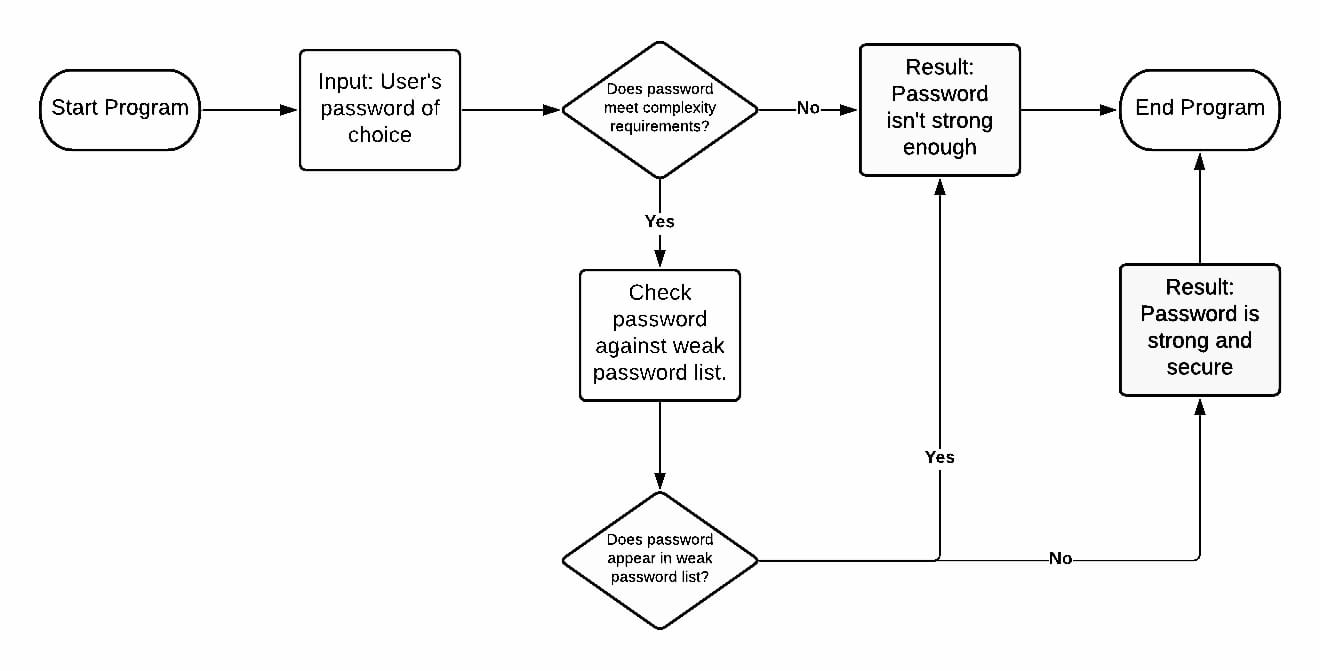 Start Program
Input: User's
password of
choice
Does password
meet complexity
requirements?
No
Result:
Password
isn't strong
enough
End Program
Yes
Check
password
against weak
password list.
Result:
Password is
strong and
secure
Yes
Does password
appear in weak
password list?
No